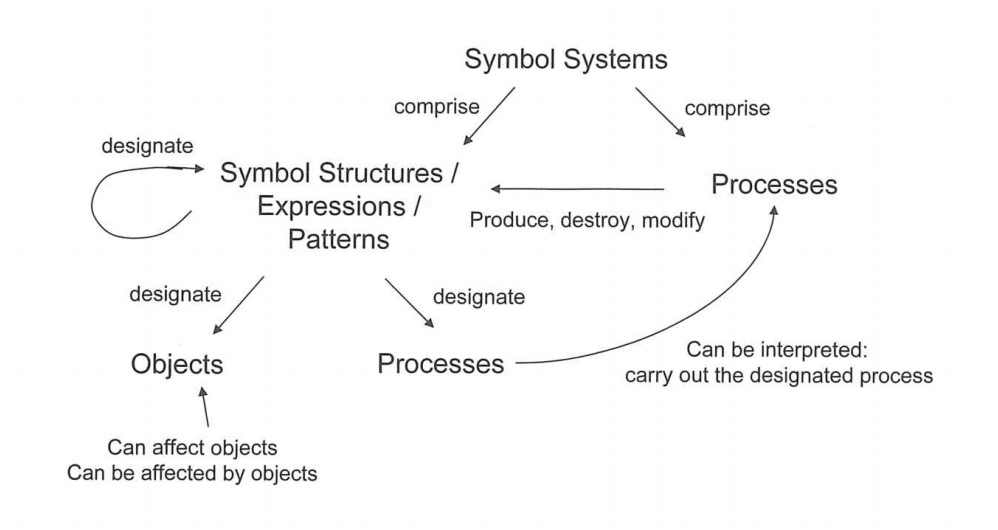 Symbol Systems
comprise
comprise
designate
Symbol Structures /
Expressions /
Patterns
Processes
Produce, destroy, modify
designate
designate
Objects
Processes
Can be interpreted:
carry out the designated process
Can affect objects
Can be affected by objects